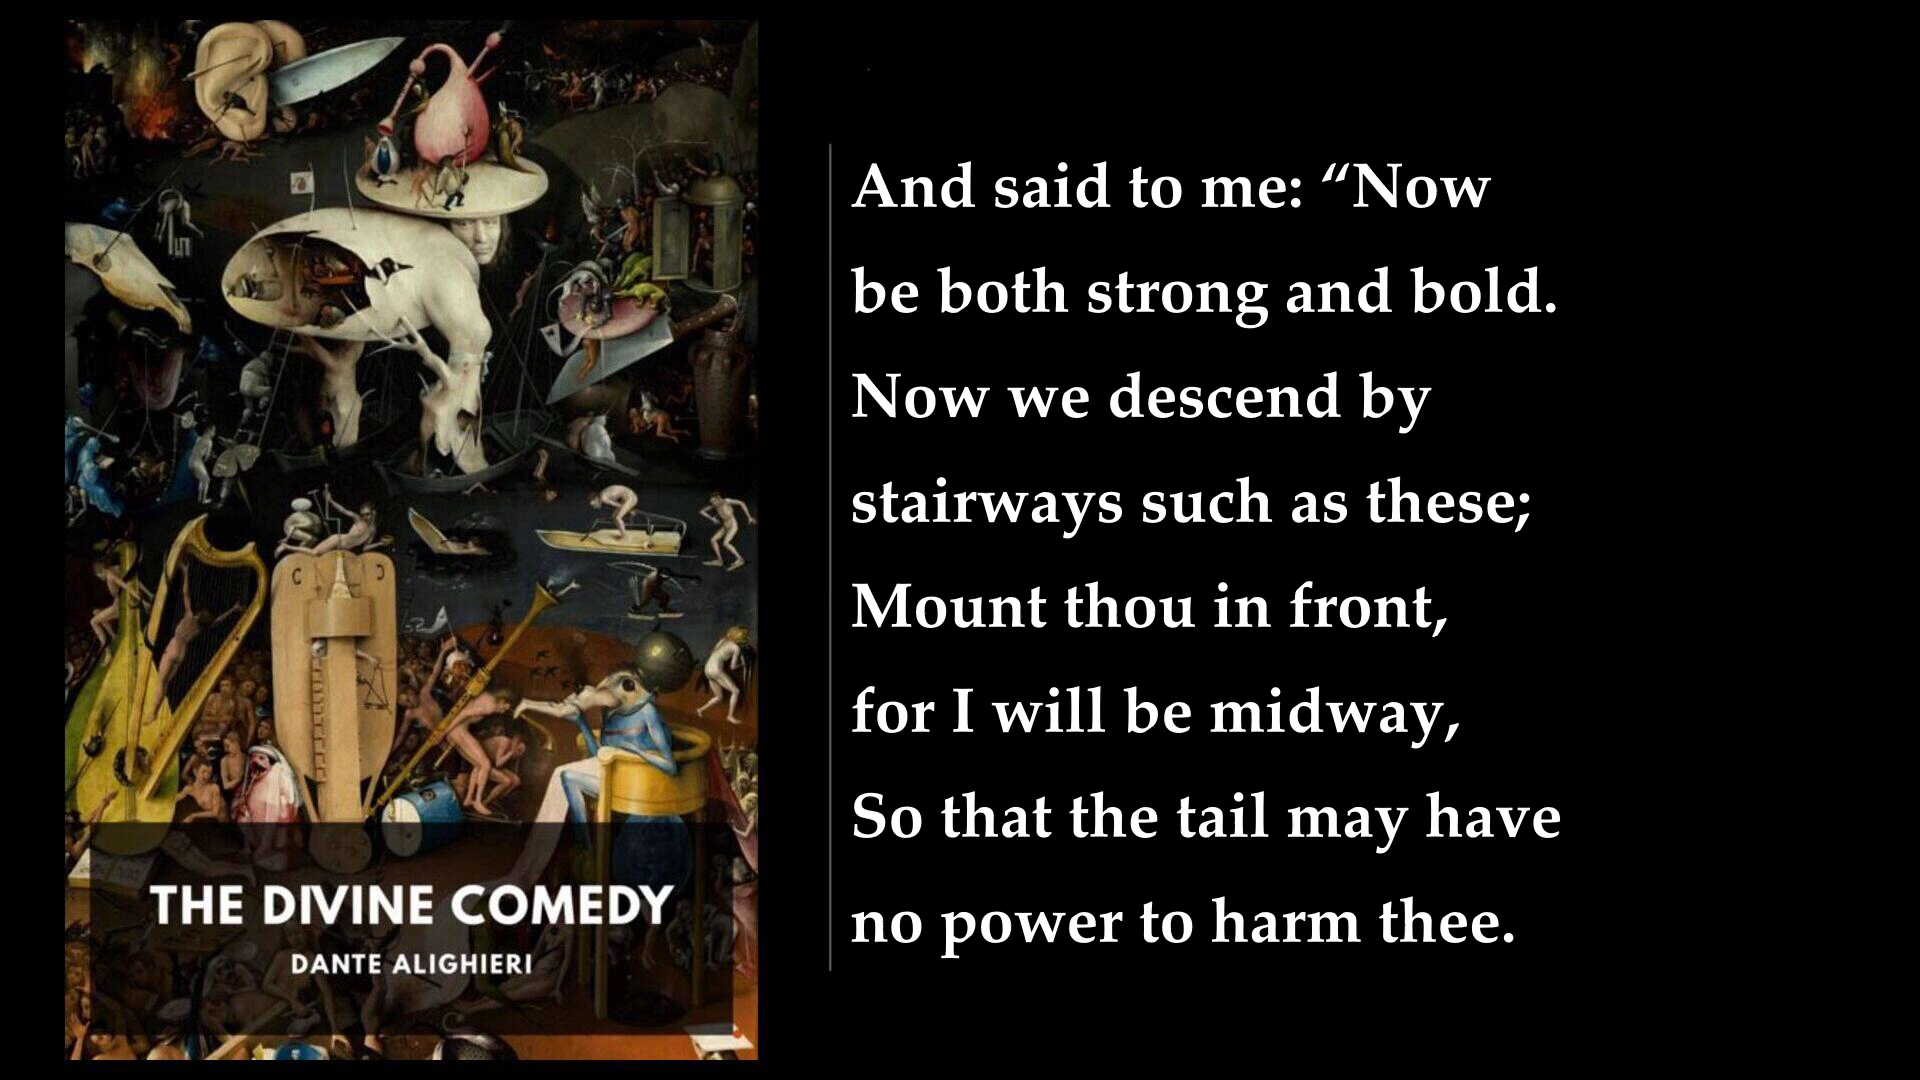 THE DIVINE COMEDY
DANTE ALIGHIERI
And said to me: “Now
be both strong and bold.
Now we descend by
stairways such as these;
Mount thou in front,
for I will be midway,
So that the tail may have
no power to harm thee.